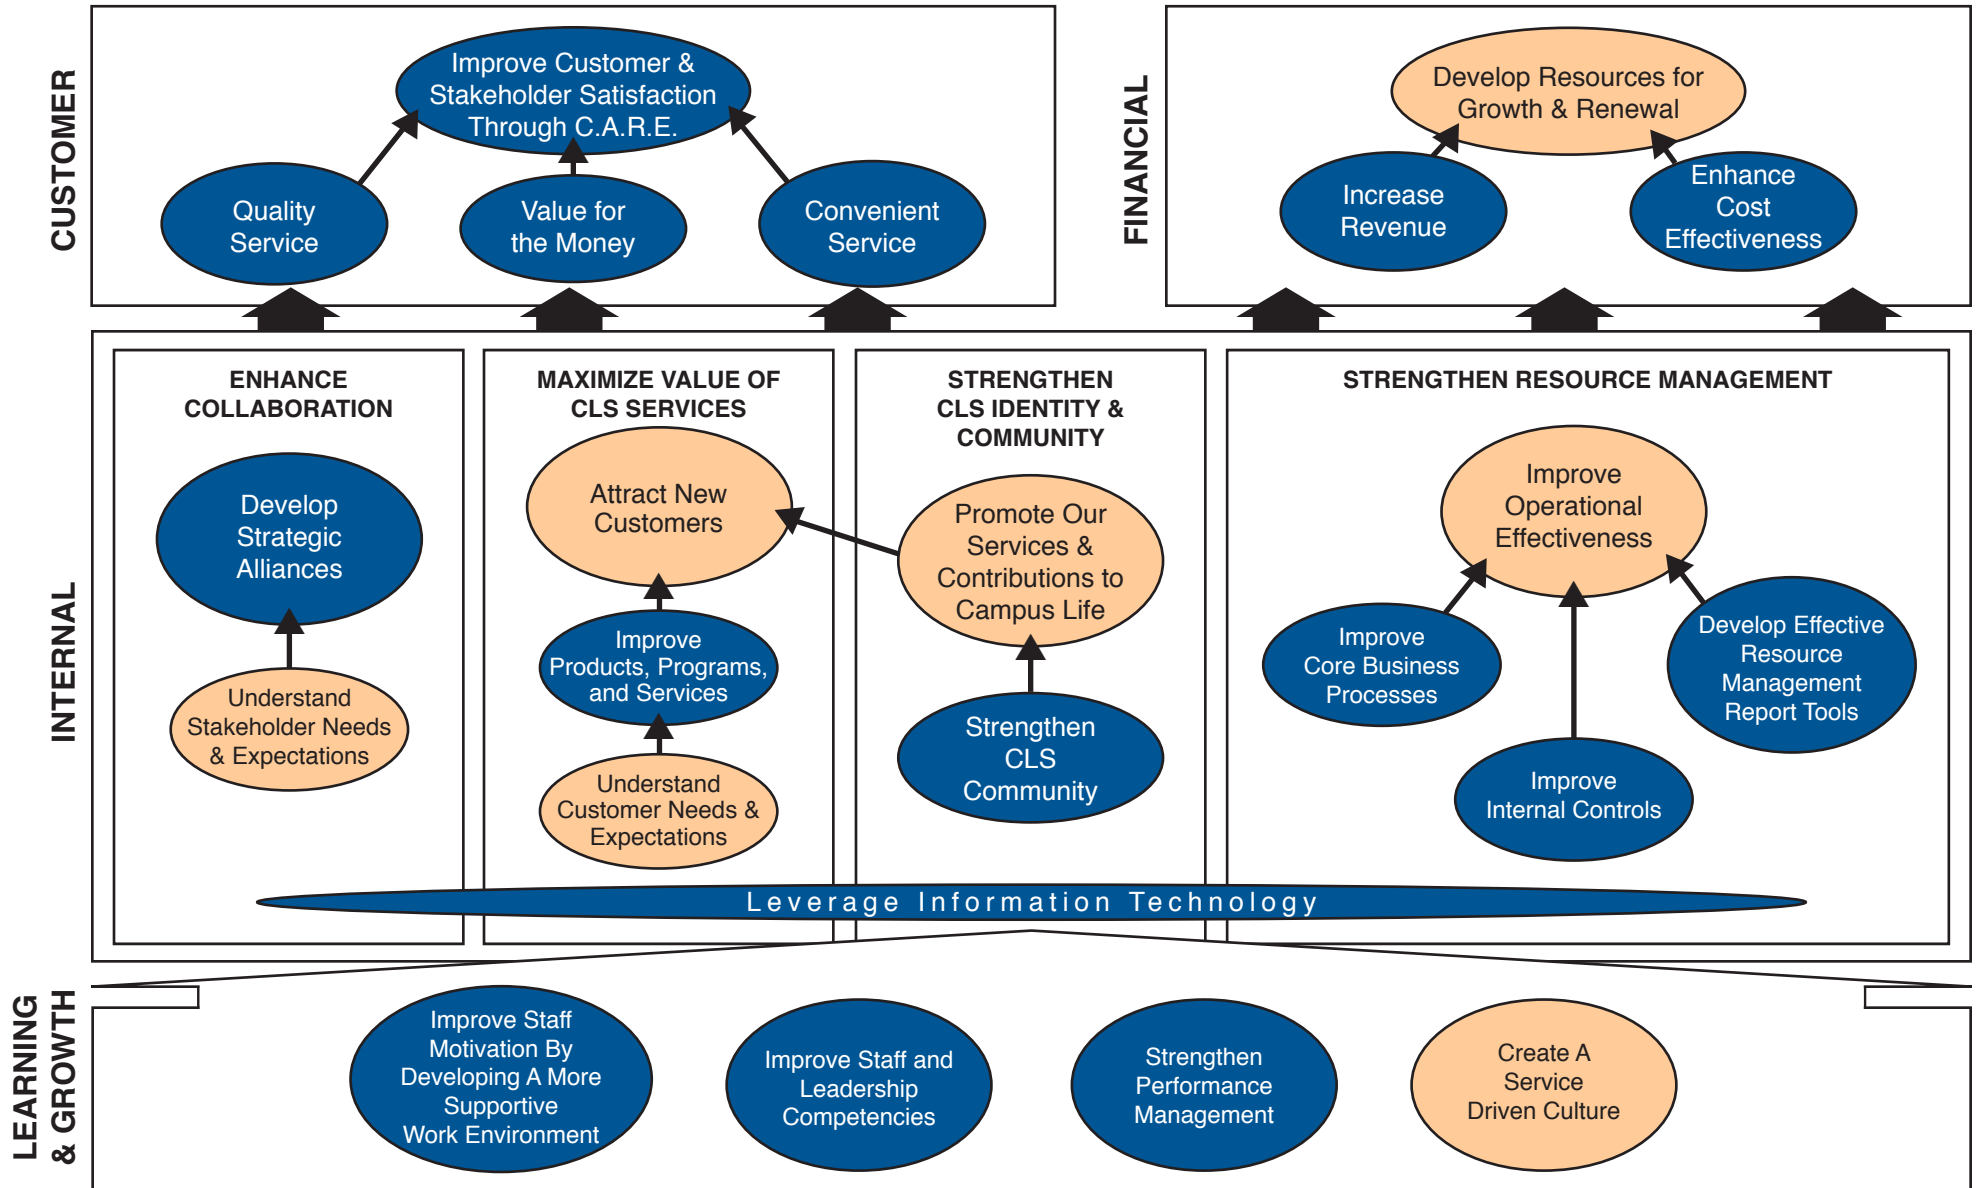 CUSTOMER
Improve Customer &
Stakeholder Satisfaction
Through C.A.R.E.
Quality
Service
Value for
the Money
Convenient
Service
FINANCIAL
Develop Resources for
Growth & Renewal
Increase
Revenue
Enhance
Cost
Effectiveness
INTERNAL
ENHANCE
COLLABORATION
Develop
Strategic
Alliances
Understand
Stakeholder Needs
& Expectations
MAXIMIZE VALUE OF
CLS SERVICES
Attract New
Customers
Improve
Products, Programs,
and Services
Understand
Customer Needs &
Expectations
STRENGTHEN
CLS IDENTITY &
COMMUNITY
Promote Our
Services &
Contributions to
Campus Life
Strengthen
CLS
Community
STRENGTHEN RESOURCE MANAGEMENT
Improve
Operational
Effectiveness
Improve
Core Business
Processes
Improve
Internal Controls
Develop Effective
Resource
Management
Report Tools
Leverage Information Technology
LEARNING
& GROWTH
Improve Staff
Motivation By
Developing A More
Supportive
Work Environment
Improve Staff and
Leadership
Competencies
Strengthen
Performance
Management
Create A
Service
Driven Culture